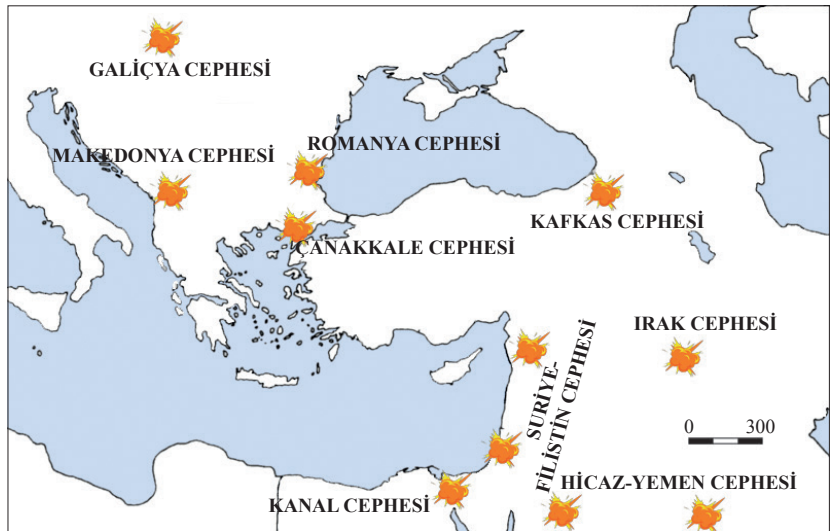 GALİÇYA CEPHESİ
ROMANYA CEPHESİ
MAKEDONYA CEPHESİ
KAFKAS CEPHESİ
ÇANAKKALE CEPHESİ
IRAK CEPHESİ
SURİYE-
FİLİSTİN CEPHESİ
0 300
HİCAZ-YEMEN CEPHESİ
KANAL CEPHESİ